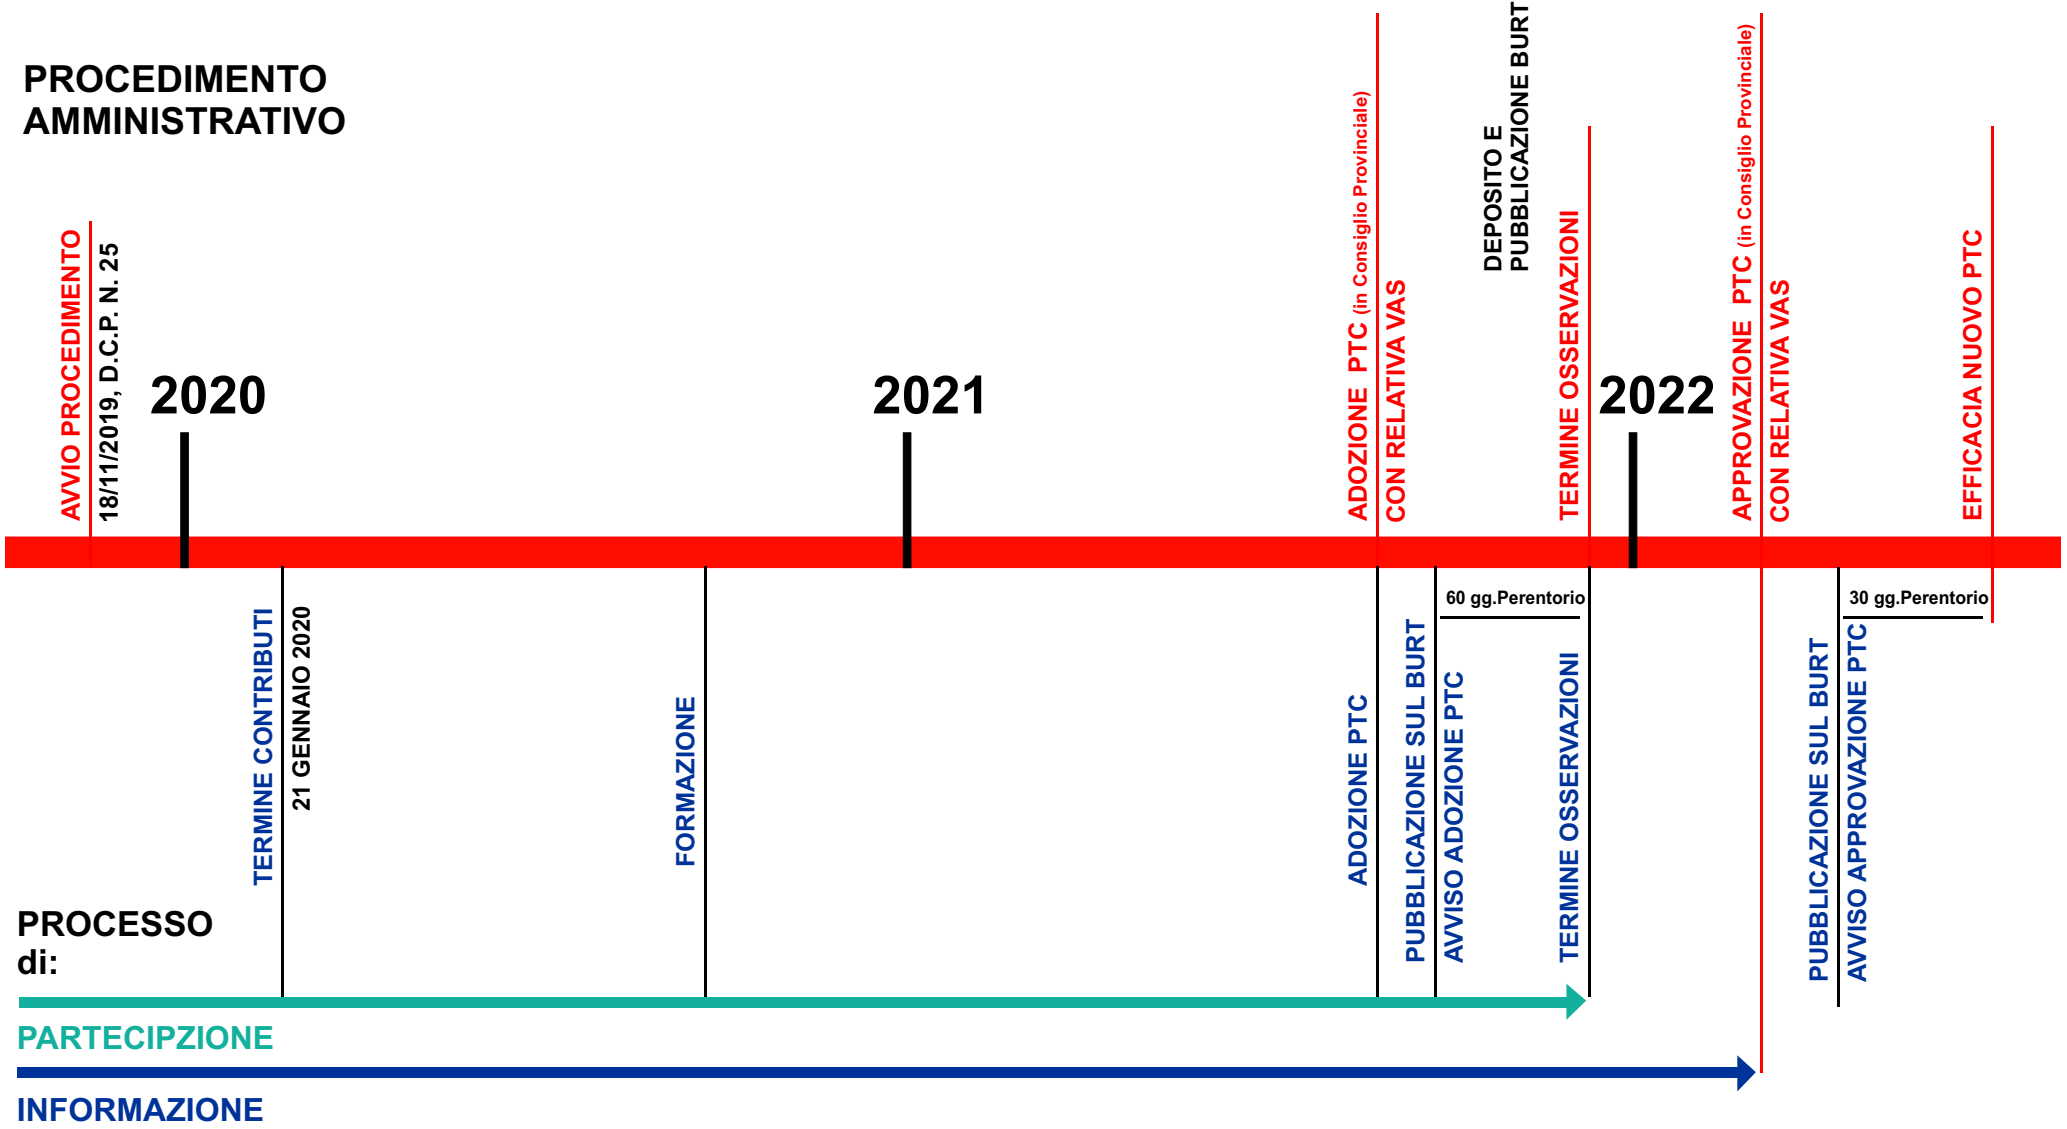 PROCEDIMENTO
AMMINISTRATIVO
AVVIO PROCEDIMENTO
18/11/2019, D.C.P. N. 25
2020
2021
ADOZIONE PTC (in Consiglio Provinciale)
CON RELATIVA VAS
DEPOSITO E
PUBBLICAZIONE BURT
TERMINE OSSERVAZIONI
2022
APPROVAZIONE PTC (in Consiglio Provinciale)
CON RELATIVA VAS
EFFICACIA NUOVO PTC
TERMINE CONTRIBUTI
21 GENNAIO 2020
FORMAZIONE
ADOZIONE PTC
PUBBLICAZIONE SUL BURT
AVVISO ADOZIONE PTC
60 gg.Perentorio
TERMINE OSSERVAZIONI
PUBBLICAZIONE SUL BURT
AVVISO APPROVAZIONE PTC
30 gg.Perentorio
PROCESSO
di:
PARTECIPZIONE
INFORMAZIONE